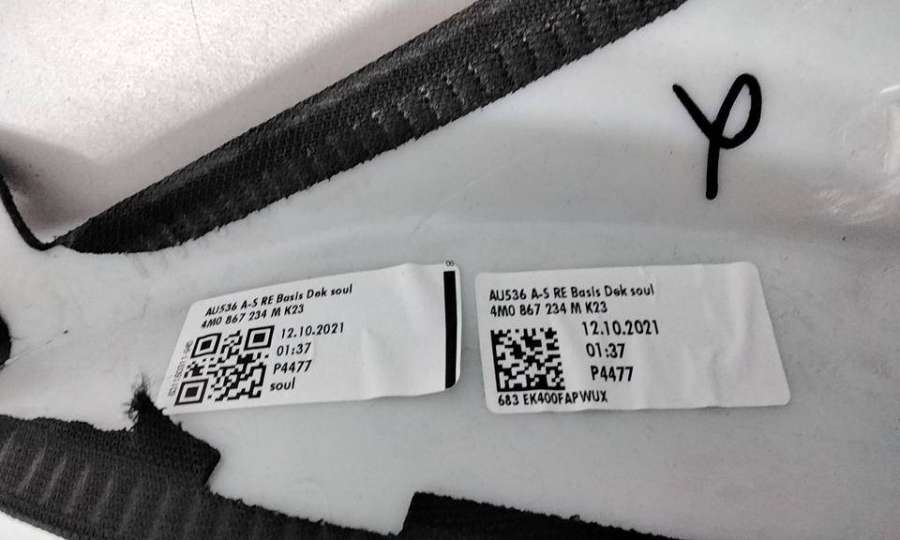 AU536 A-S RE Basis Dek soul
4M0 867 234 M K23
12.10.2021
01:37
P4477
soul
AU536 A-S RE Basis Dek soul
4M0 867 234 M K23
12.10.2021
01:37
P4477
683 EK400FAPWUX